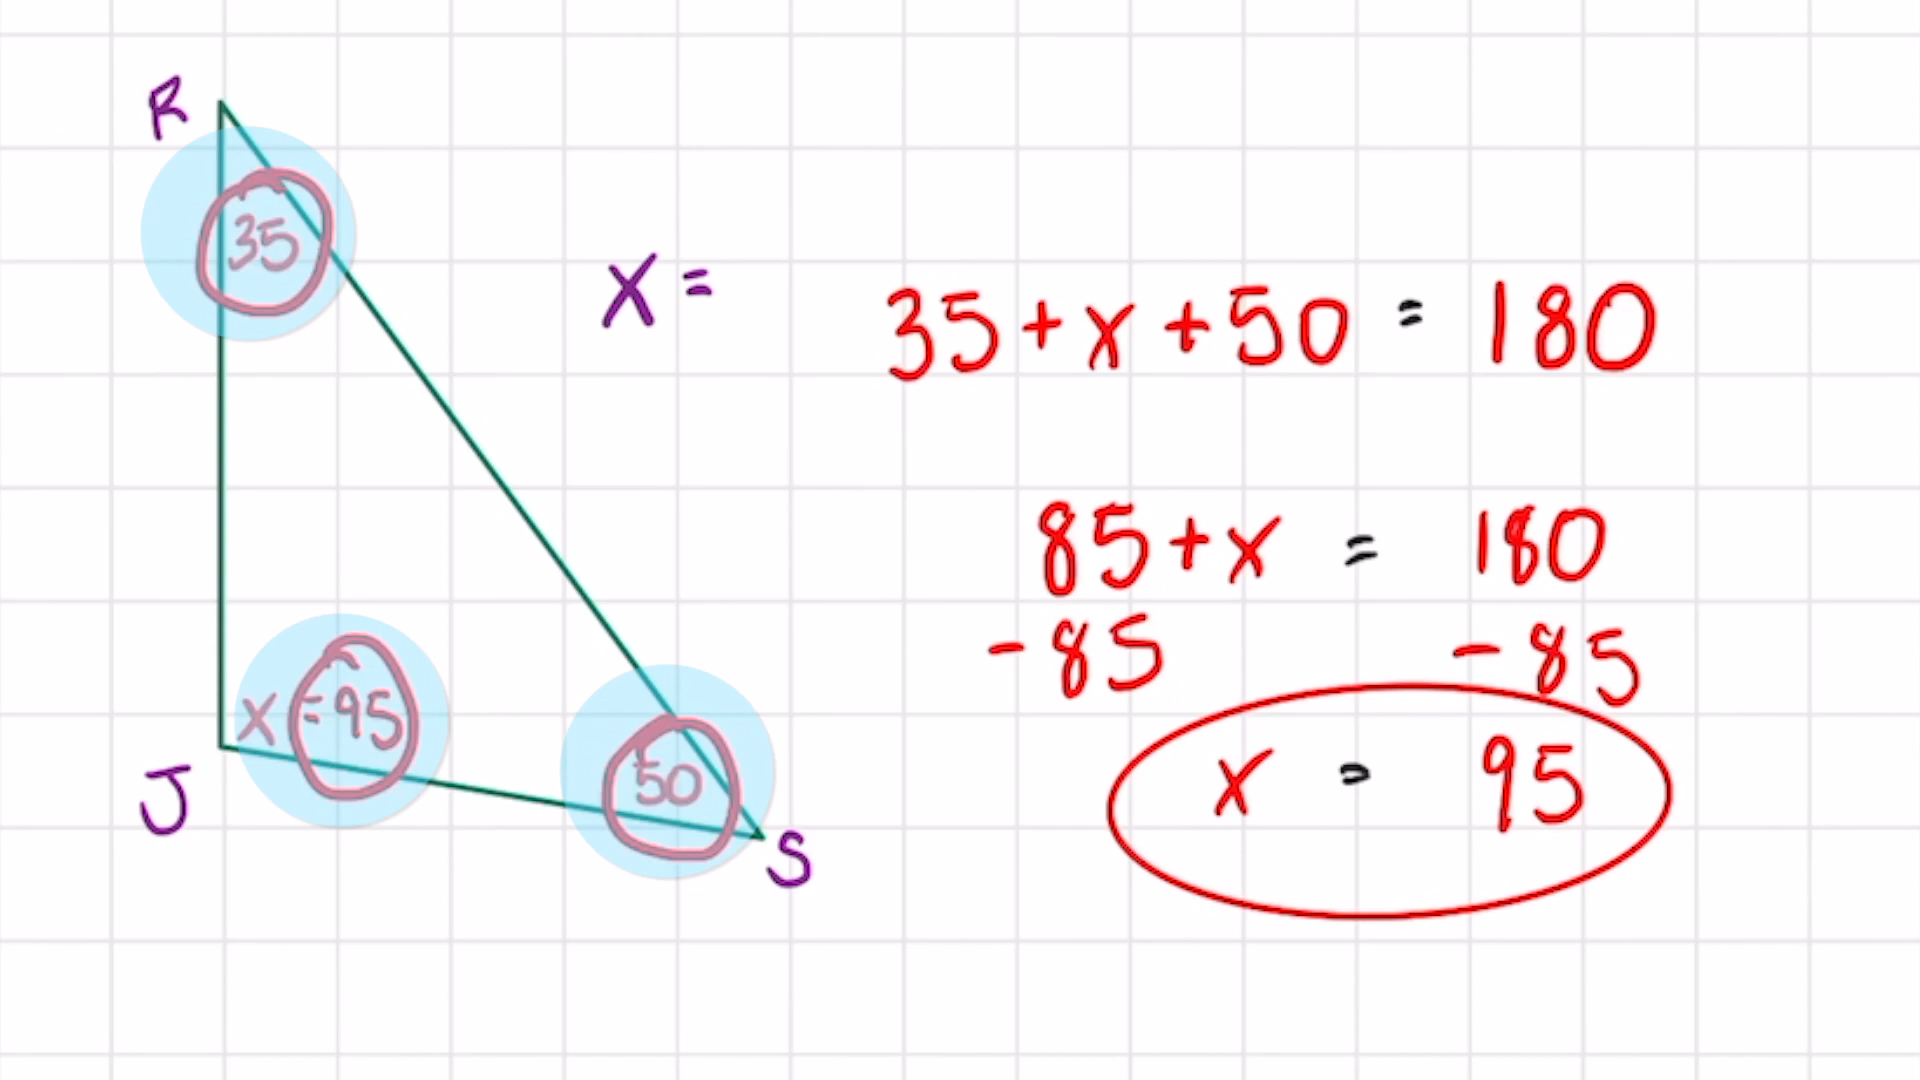 R
35
X =
35 + x + 50 = 180
85 + x = 180
- 85 - 85
x = 95
x = 95
50
J
S